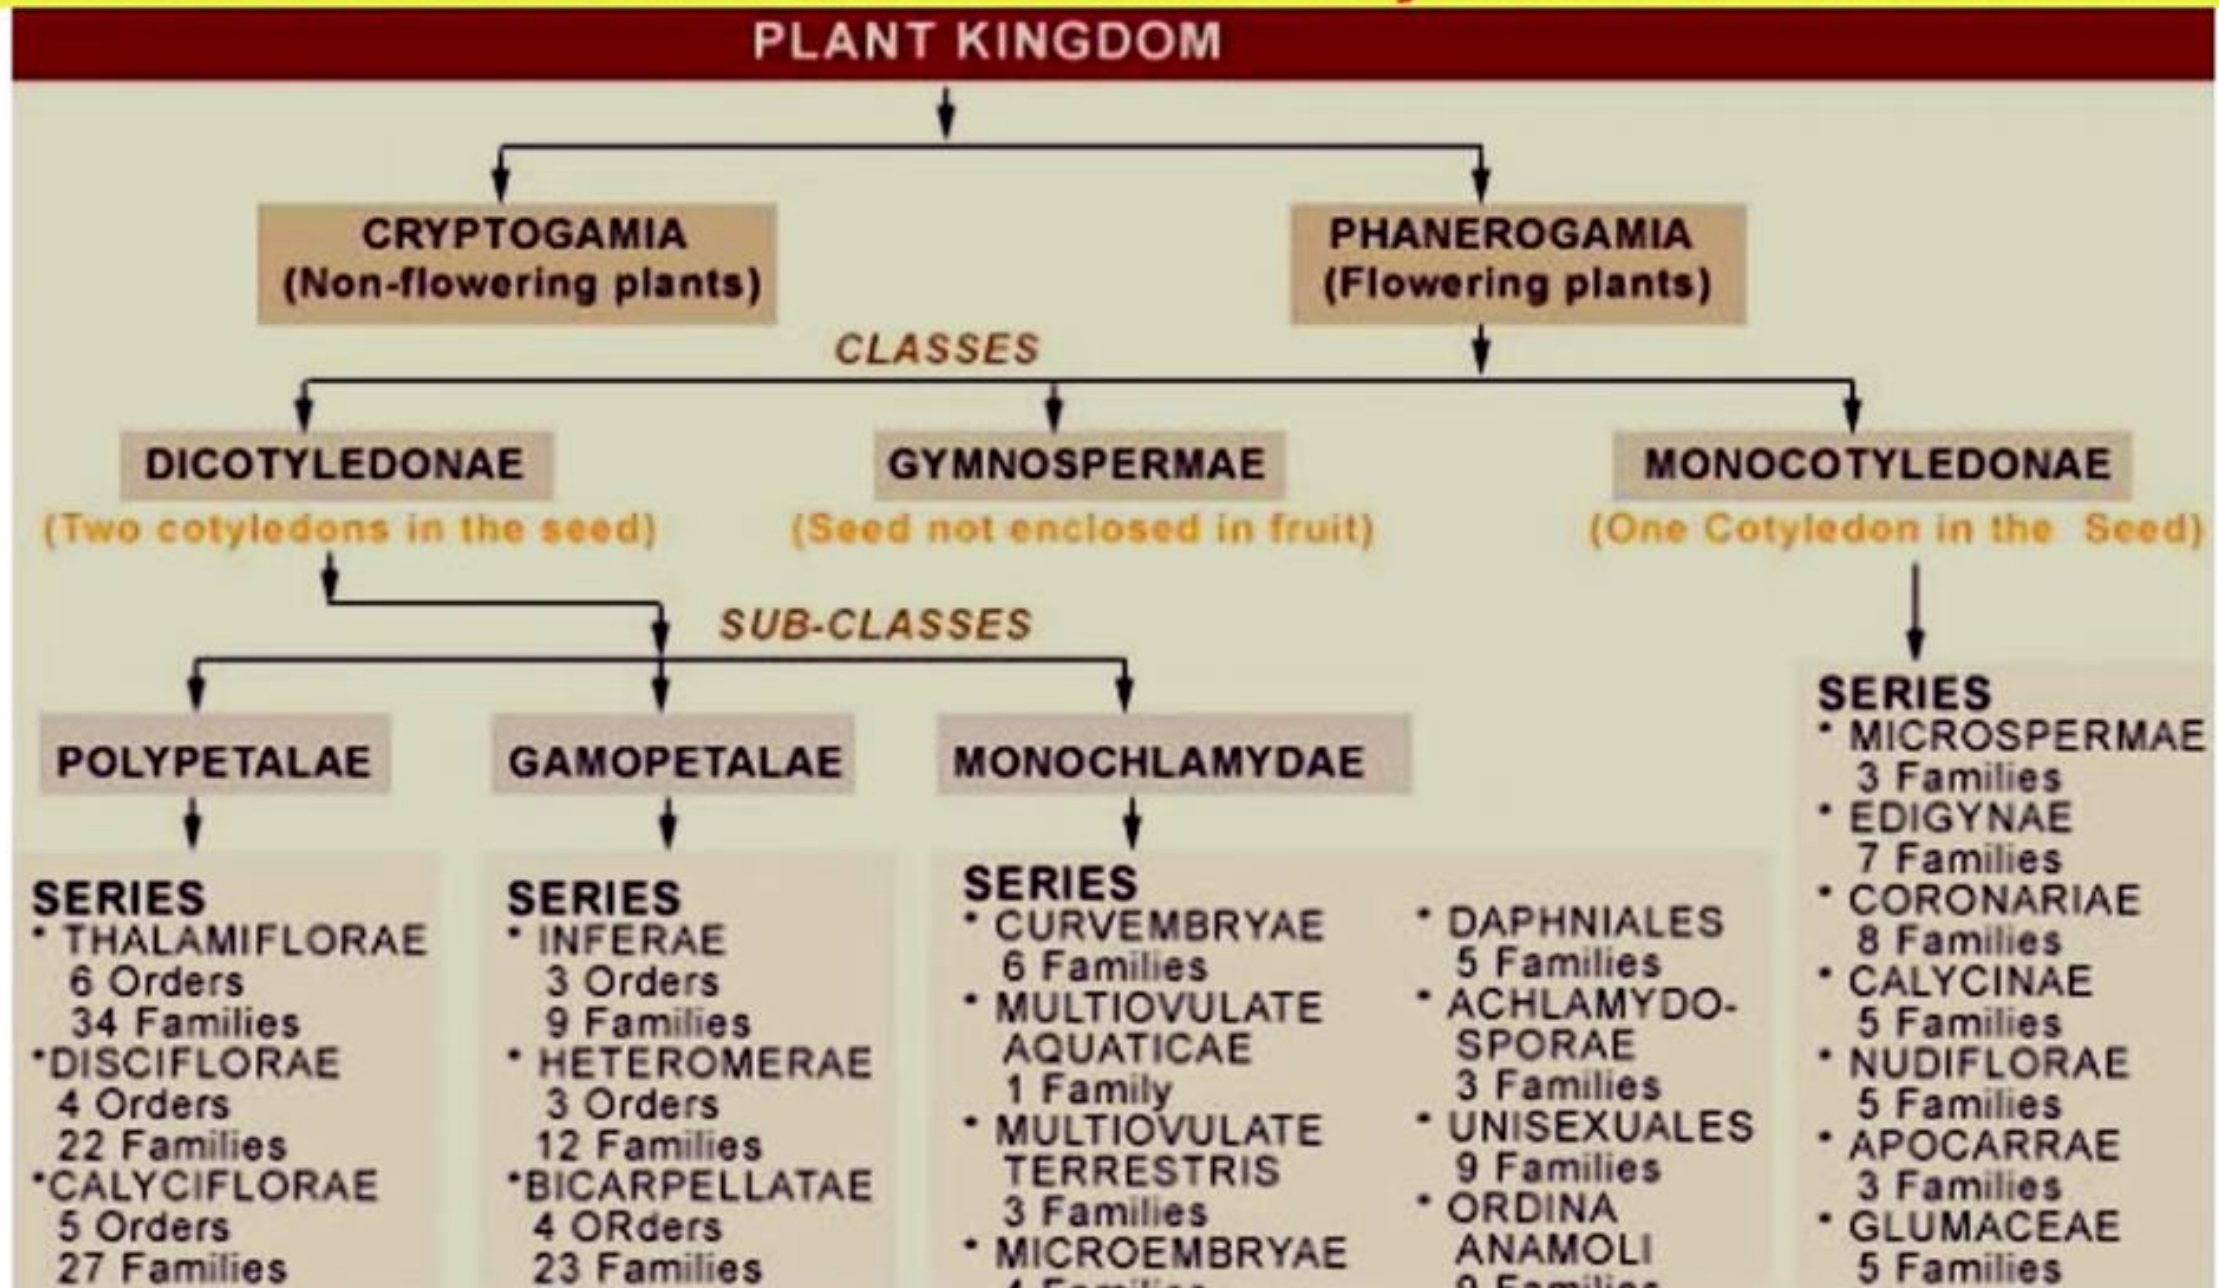 PLANT KINGDOM
CRYPTOGAMIA
(Non-flowering plants)
PHANEROGAMIA
(Flowering plants)
CLASSES
DICOTYLEDONAE
(Two cotyledons in the seed)
GYMNOSPERMAE
(Seed not enclosed in fruit)
MONOCOTYLEDONAE
(One Cotyledon in the Seed)
SUB-CLASSES
POLYPETALAE
GAMOPETALAE
MONOCHLAMYDAE
SERIES
* THALAMIFLORAE
6 Orders
34 Families
*DISCIFLORAE
4 Orders
22 Families
*CALYCIFLORAE
5 Orders
27 Families
SERIES
* INFERAE
3 Orders
9 Families
* HETEROMERAE
3 Orders
12 Families
*BICARPELLATAE
4 ORders
23 Families
SERIES
* CURVEMBRYAE
6 Families
* MULTIOVULATE
AQUATICAE
1 Family
* MULTIOVULATE
TERRESTRIS
3 Families
* MICROEMBRYAE
4 Families
* DAPHNIALES
5 Families
* ACHLAMYDO-
SPORAE
3 Families
* UNISEXUALES
9 Families
* ORDINA
ANAMOLI
Families
SERIES
* MICROSPERMAE
3 Families
* EDIGYNAE
7 Families
* CORONARIAE
8 Families
* CALYCINAE
5 Families
* NUDIFLORAE
5 Families
* APOCARRAE
3 Families
* GLUMACEAE
5 Families